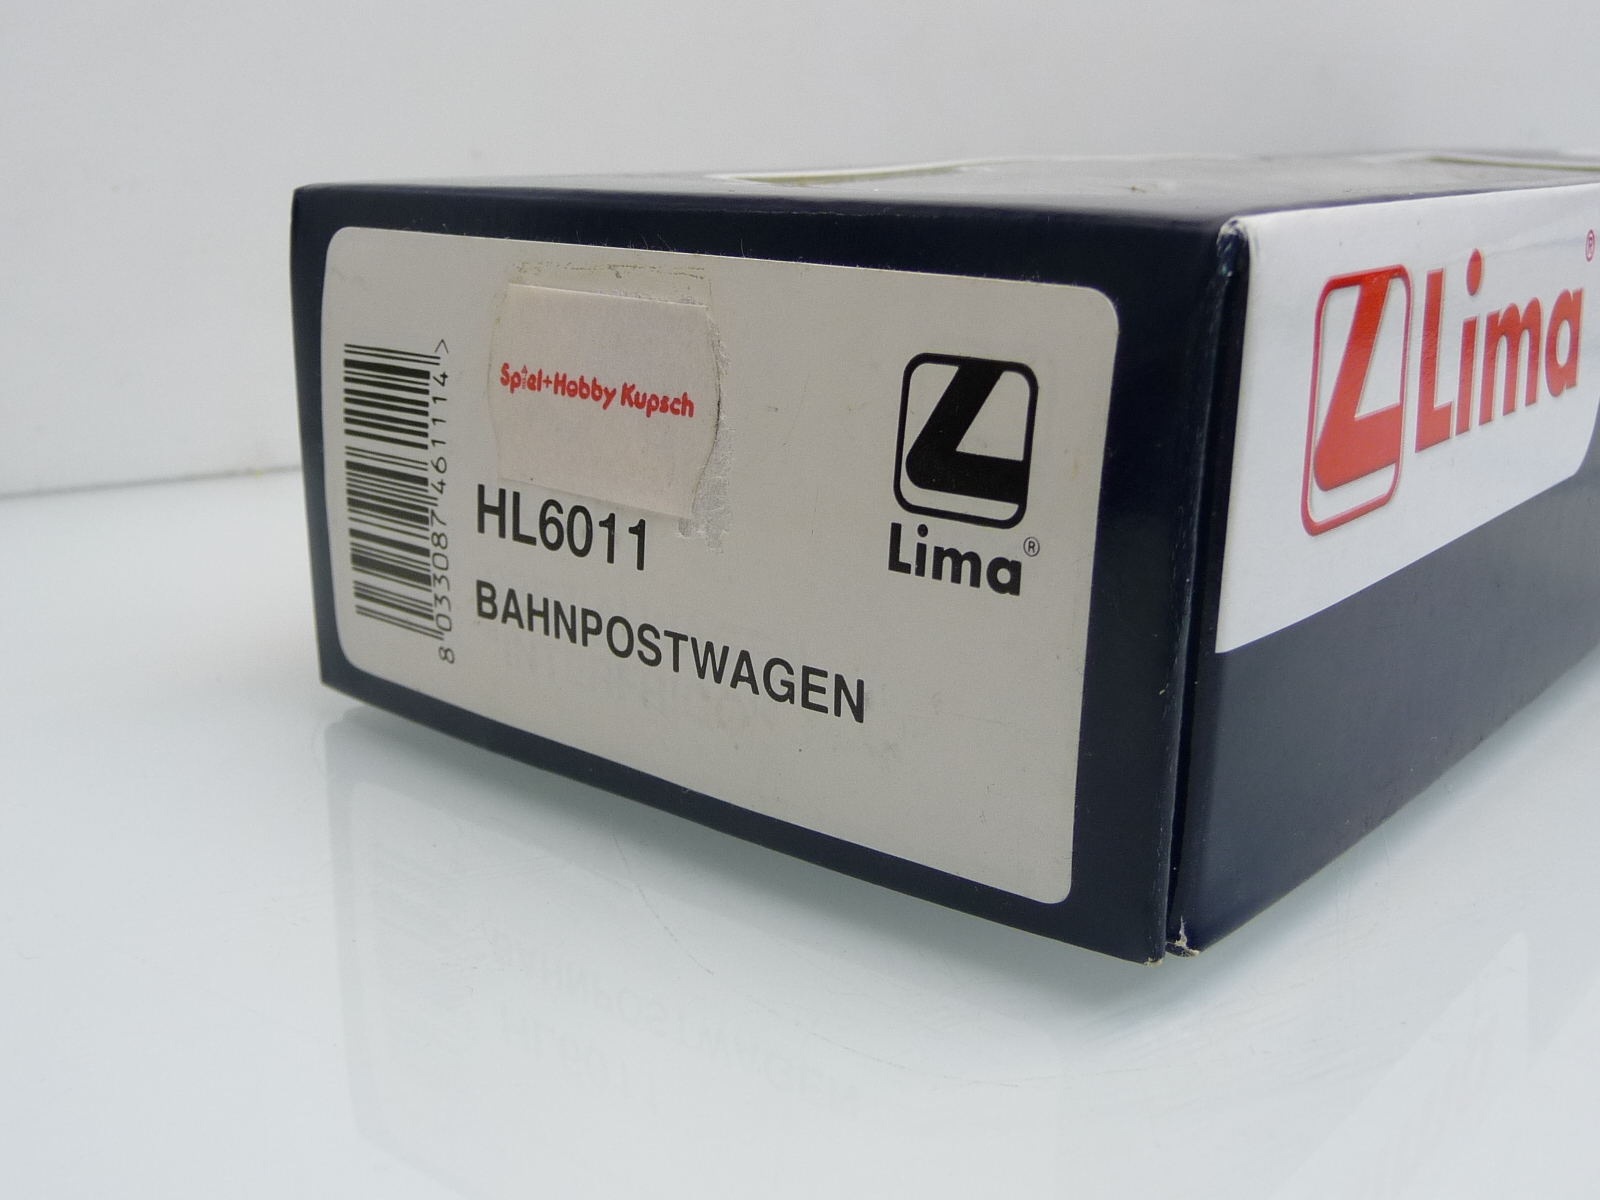 Spiel+Hobby Kupsch
HL6011
BAHNPOSTWAGEN
8 033087 461114 >
Lima®
Lima®